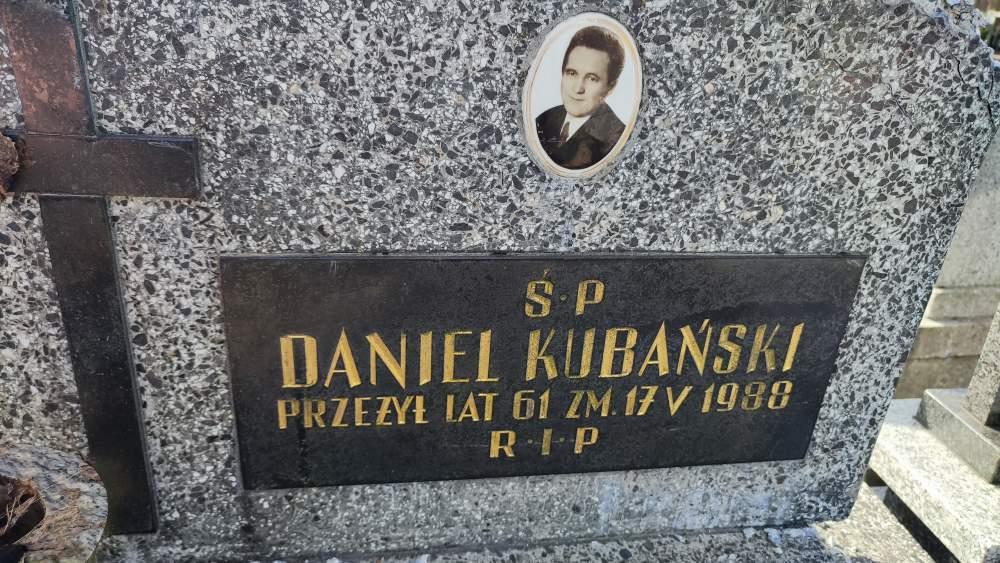 Ś·P
DANIEL KUBAŃSKI
PRZEŻYŁ LAT 61 ZM. 17 V 1988
R·I·P